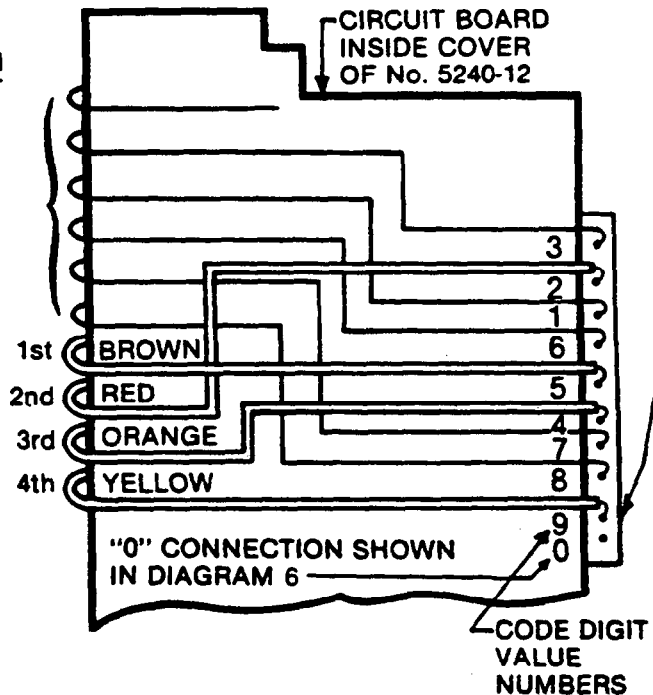 CIRCUIT BOARD
INSIDE COVER
OF No. 5240-12
3
2
1
6
1st BROWN
5
2nd RED
4
3rd ORANGE
7
4th YELLOW
8
9
"0" CONNECTION SHOWN
0
IN DIAGRAM 6
CODE DIGIT
VALUE
NUMBERS